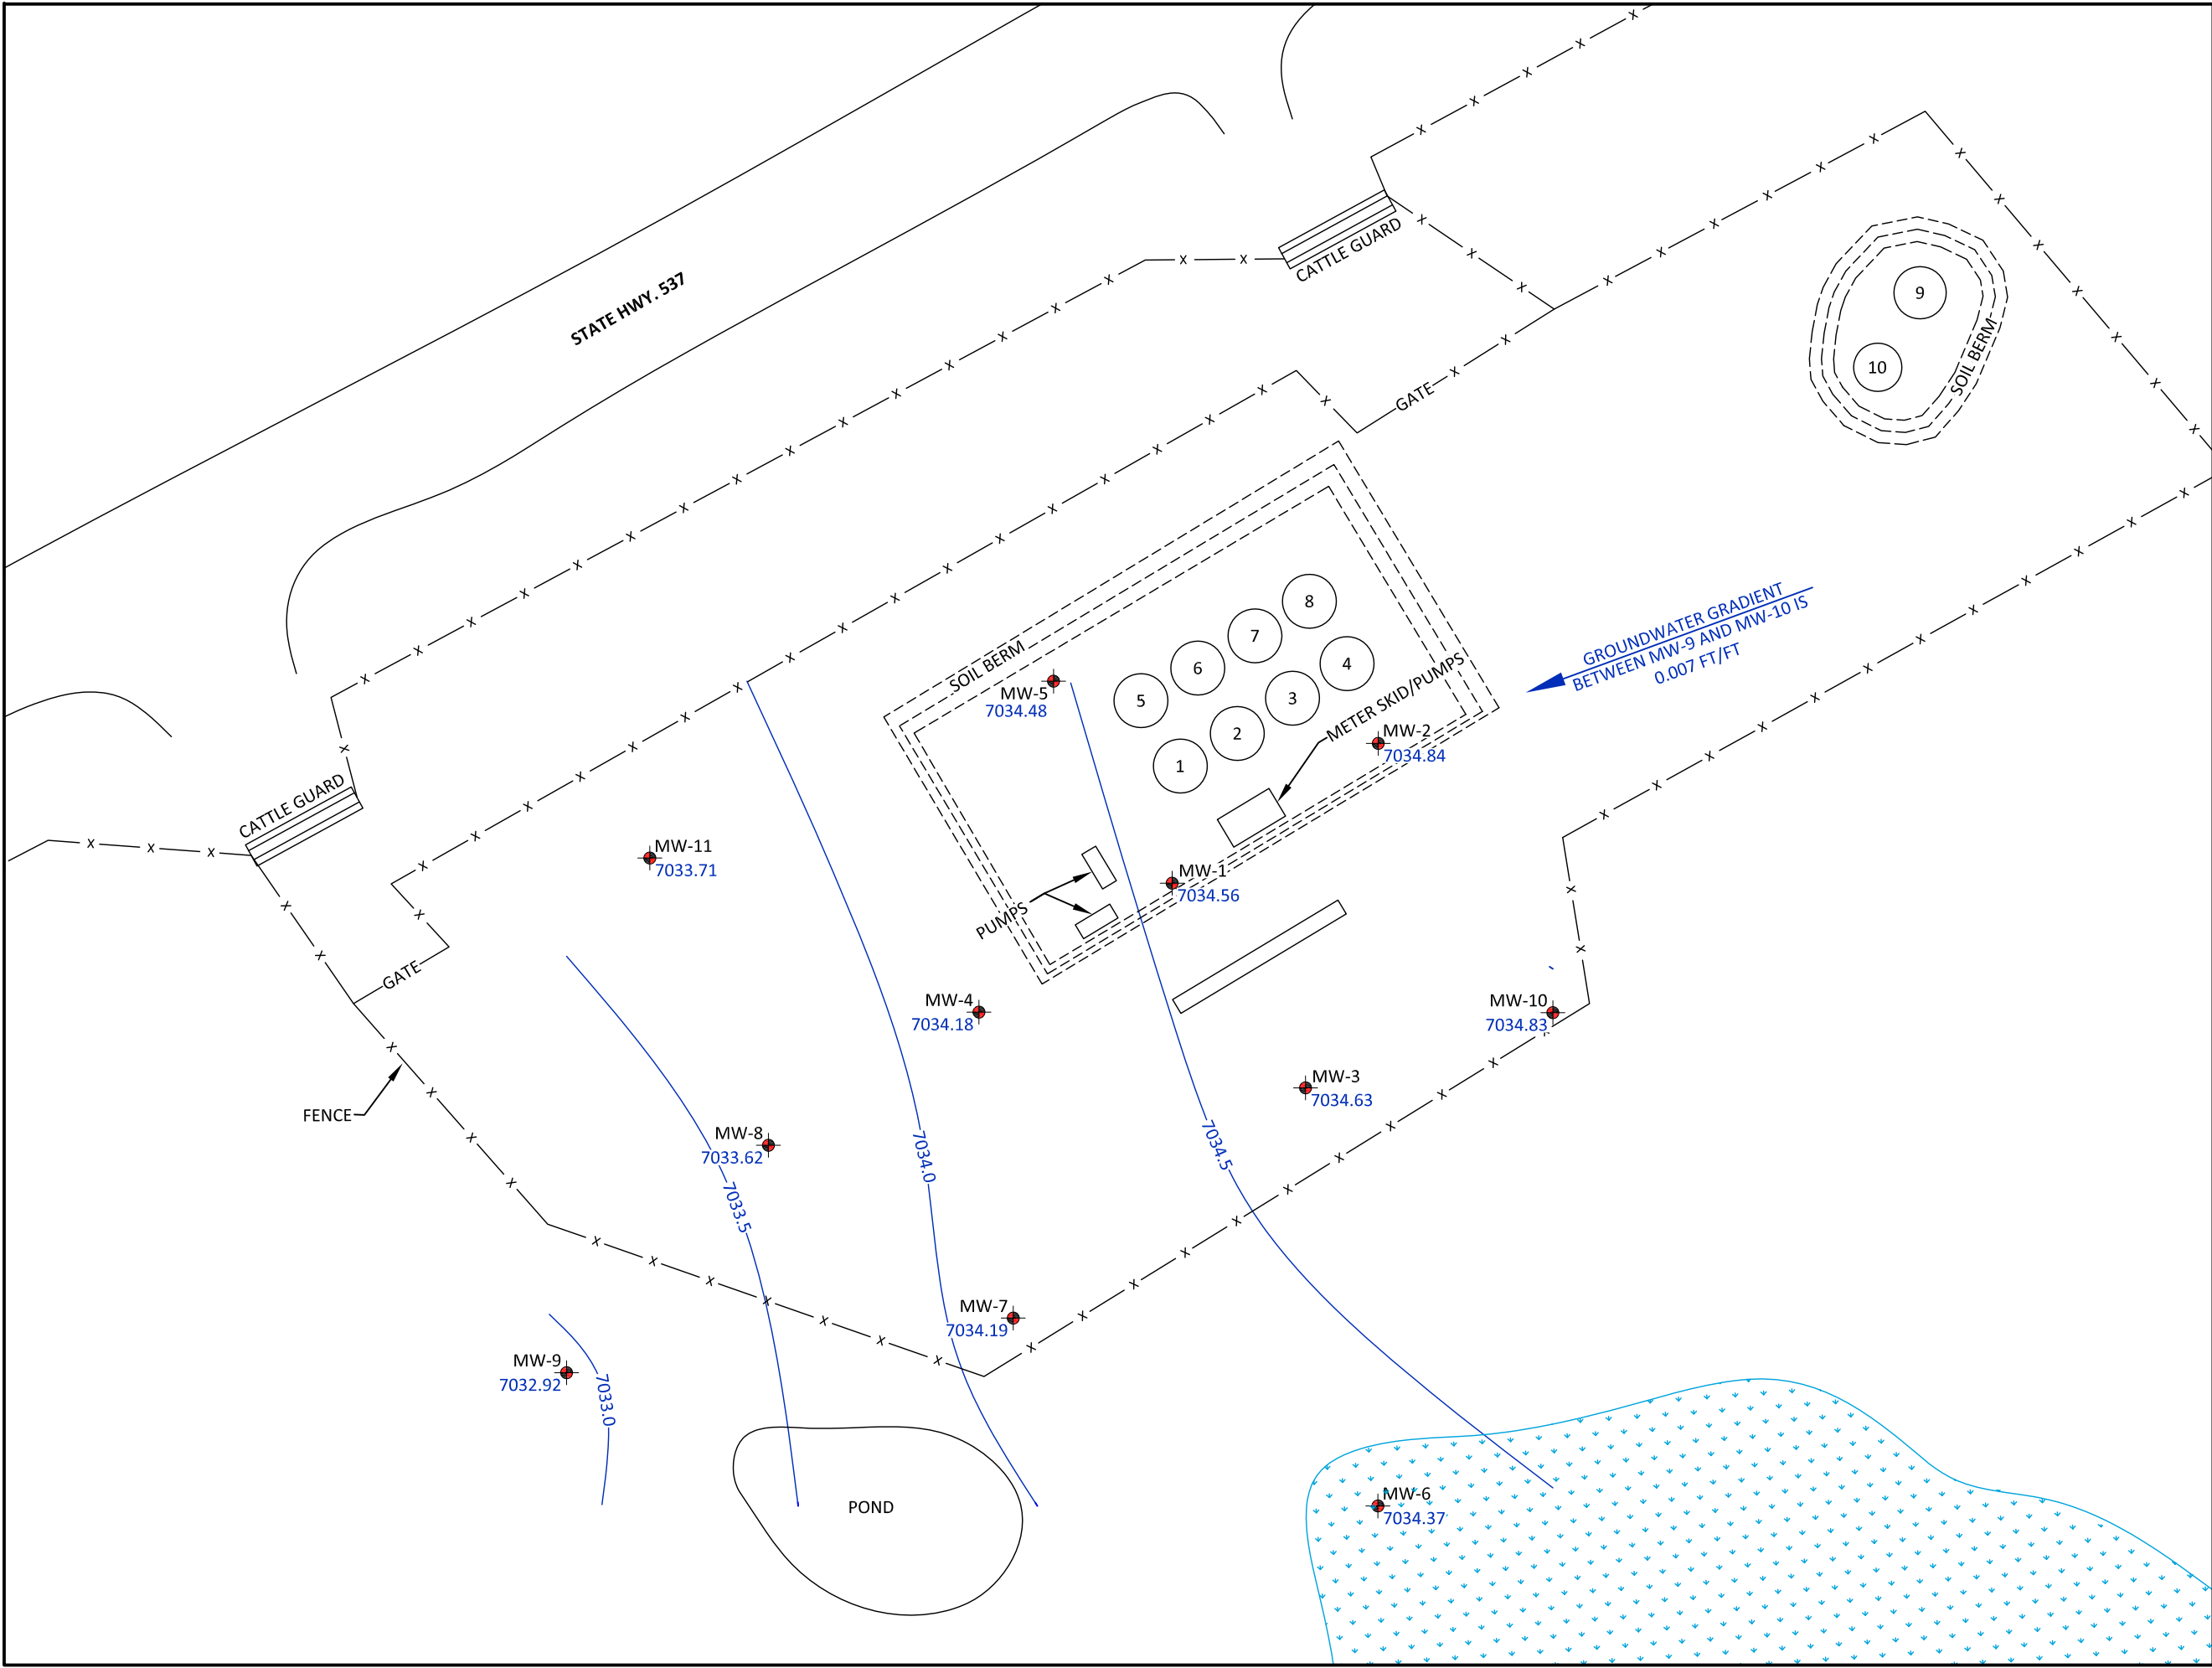 STATE HWY. 537
CATTLE GUARD
9
10
SOIL BERM
GATE
GROUNDWATER GRADIENT
BETWEEN MW-9 AND MW-10 IS
0.007 FT/FT
SOIL BERM
8
7
6
5
4
3
2
1
METER SKID/PUMPS
MW-5
7034.48
MW-2
7034.84
CATTLE GUARD
MW-11
7033.71
MW-1
7034.56
PUMPS
GATE
MW-4
7034.18
MW-10
7034.83
MW-3
7034.63
FENCE
MW-8
7033.62
7033.5
7034.0
7034.5
MW-7
7034.19
MW-9
7032.92
7033.0
POND
MW-6
7034.37